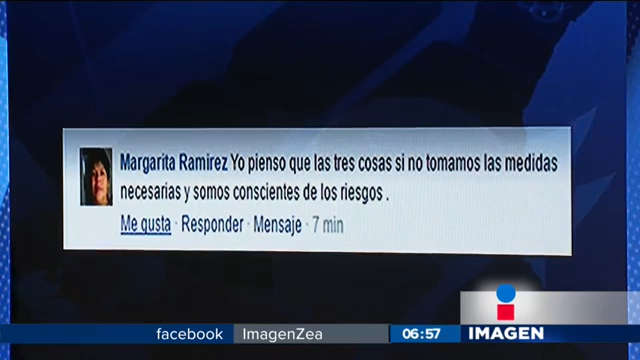 Margarita Ramirez Yo pienso que las tres cosas si no tomamos las medidas
necesarias y somos conscientes de los riesgos .
Me gusta · Responder · Mensaje · 7 min
facebook ImagenZea 06:57 IMAGEN